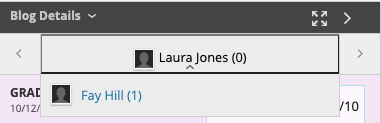 Blog Details
Laura Jones (0)
Fay Hill (1)
GRAD
10/12/
/10